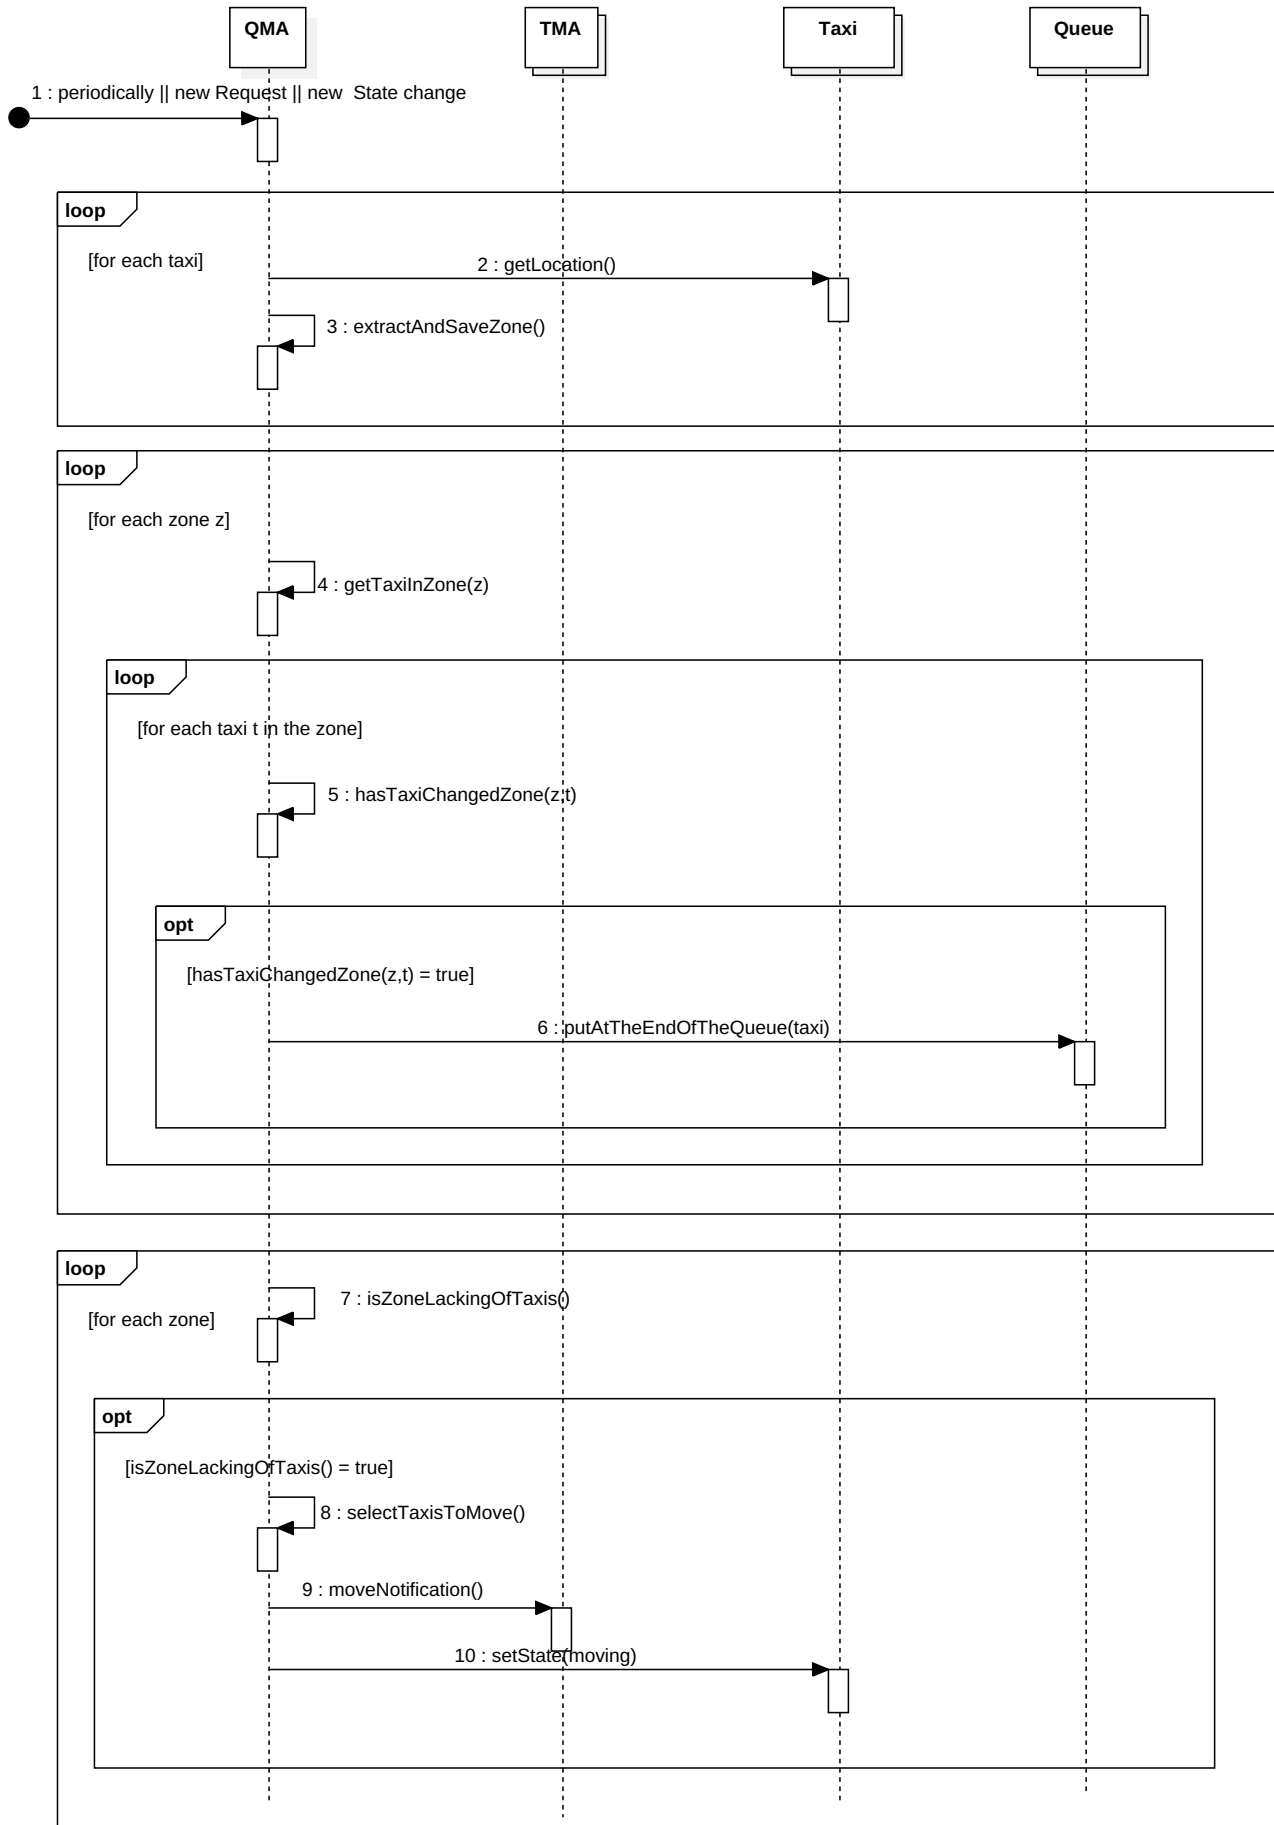 QMA
TMA
Taxi
Queue
1 : periodically || new Request || new  State change
loop
[for each taxi]
2 : getLocation()
3 : extractAndSaveZone()
loop
[for each zone z]
4 : getTaxiInZone(z)
loop
[for each taxi t in the zone]
5 : hasTaxiChangedZone(z,t)
opt
[hasTaxiChangedZone(z,t) = true]
6 : putAtTheEndOfTheQueue(taxi)
loop
7 : isZoneLackingOfTaxis()
[for each zone]
opt
[isZoneLackingOfTaxis() = true]
8 : selectTaxisToMove()
9 : moveNotification()
10 : setState(moving)